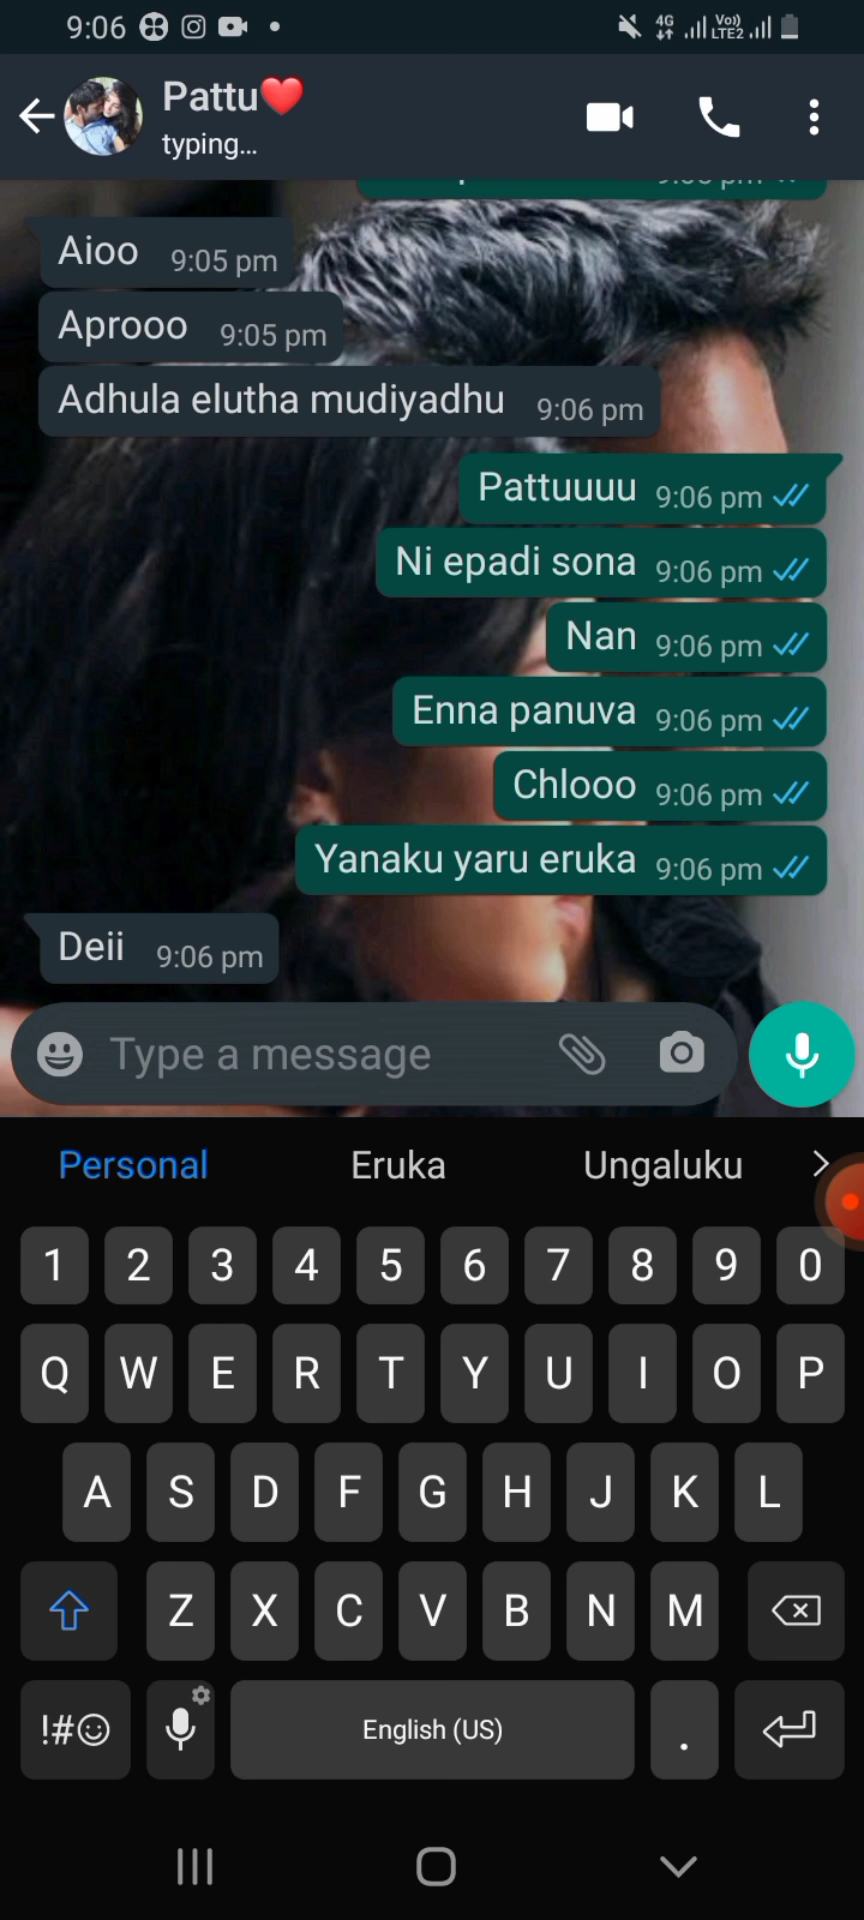 9:06
4G Vo)) LTE2
Pattu❤️
typing...
Aioo 9:05 pm
Aprooo 9:05 pm
Adhula elutha mudiyadhu 9:06 pm
Pattuuuu 9:06 pm
Ni epadi sona 9:06 pm
Nan 9:06 pm
Enna panuva 9:06 pm
Chlooo 9:06 pm
Yanaku yaru eruka 9:06 pm
Deii 9:06 pm
Type a message
Personal Eruka Ungaluku
1 2 3 4 5 6 7 8 9 0
Q W E R T Y U I O P
A S D F G H J K L
Z X C V B N M
!#☺ English (US) .